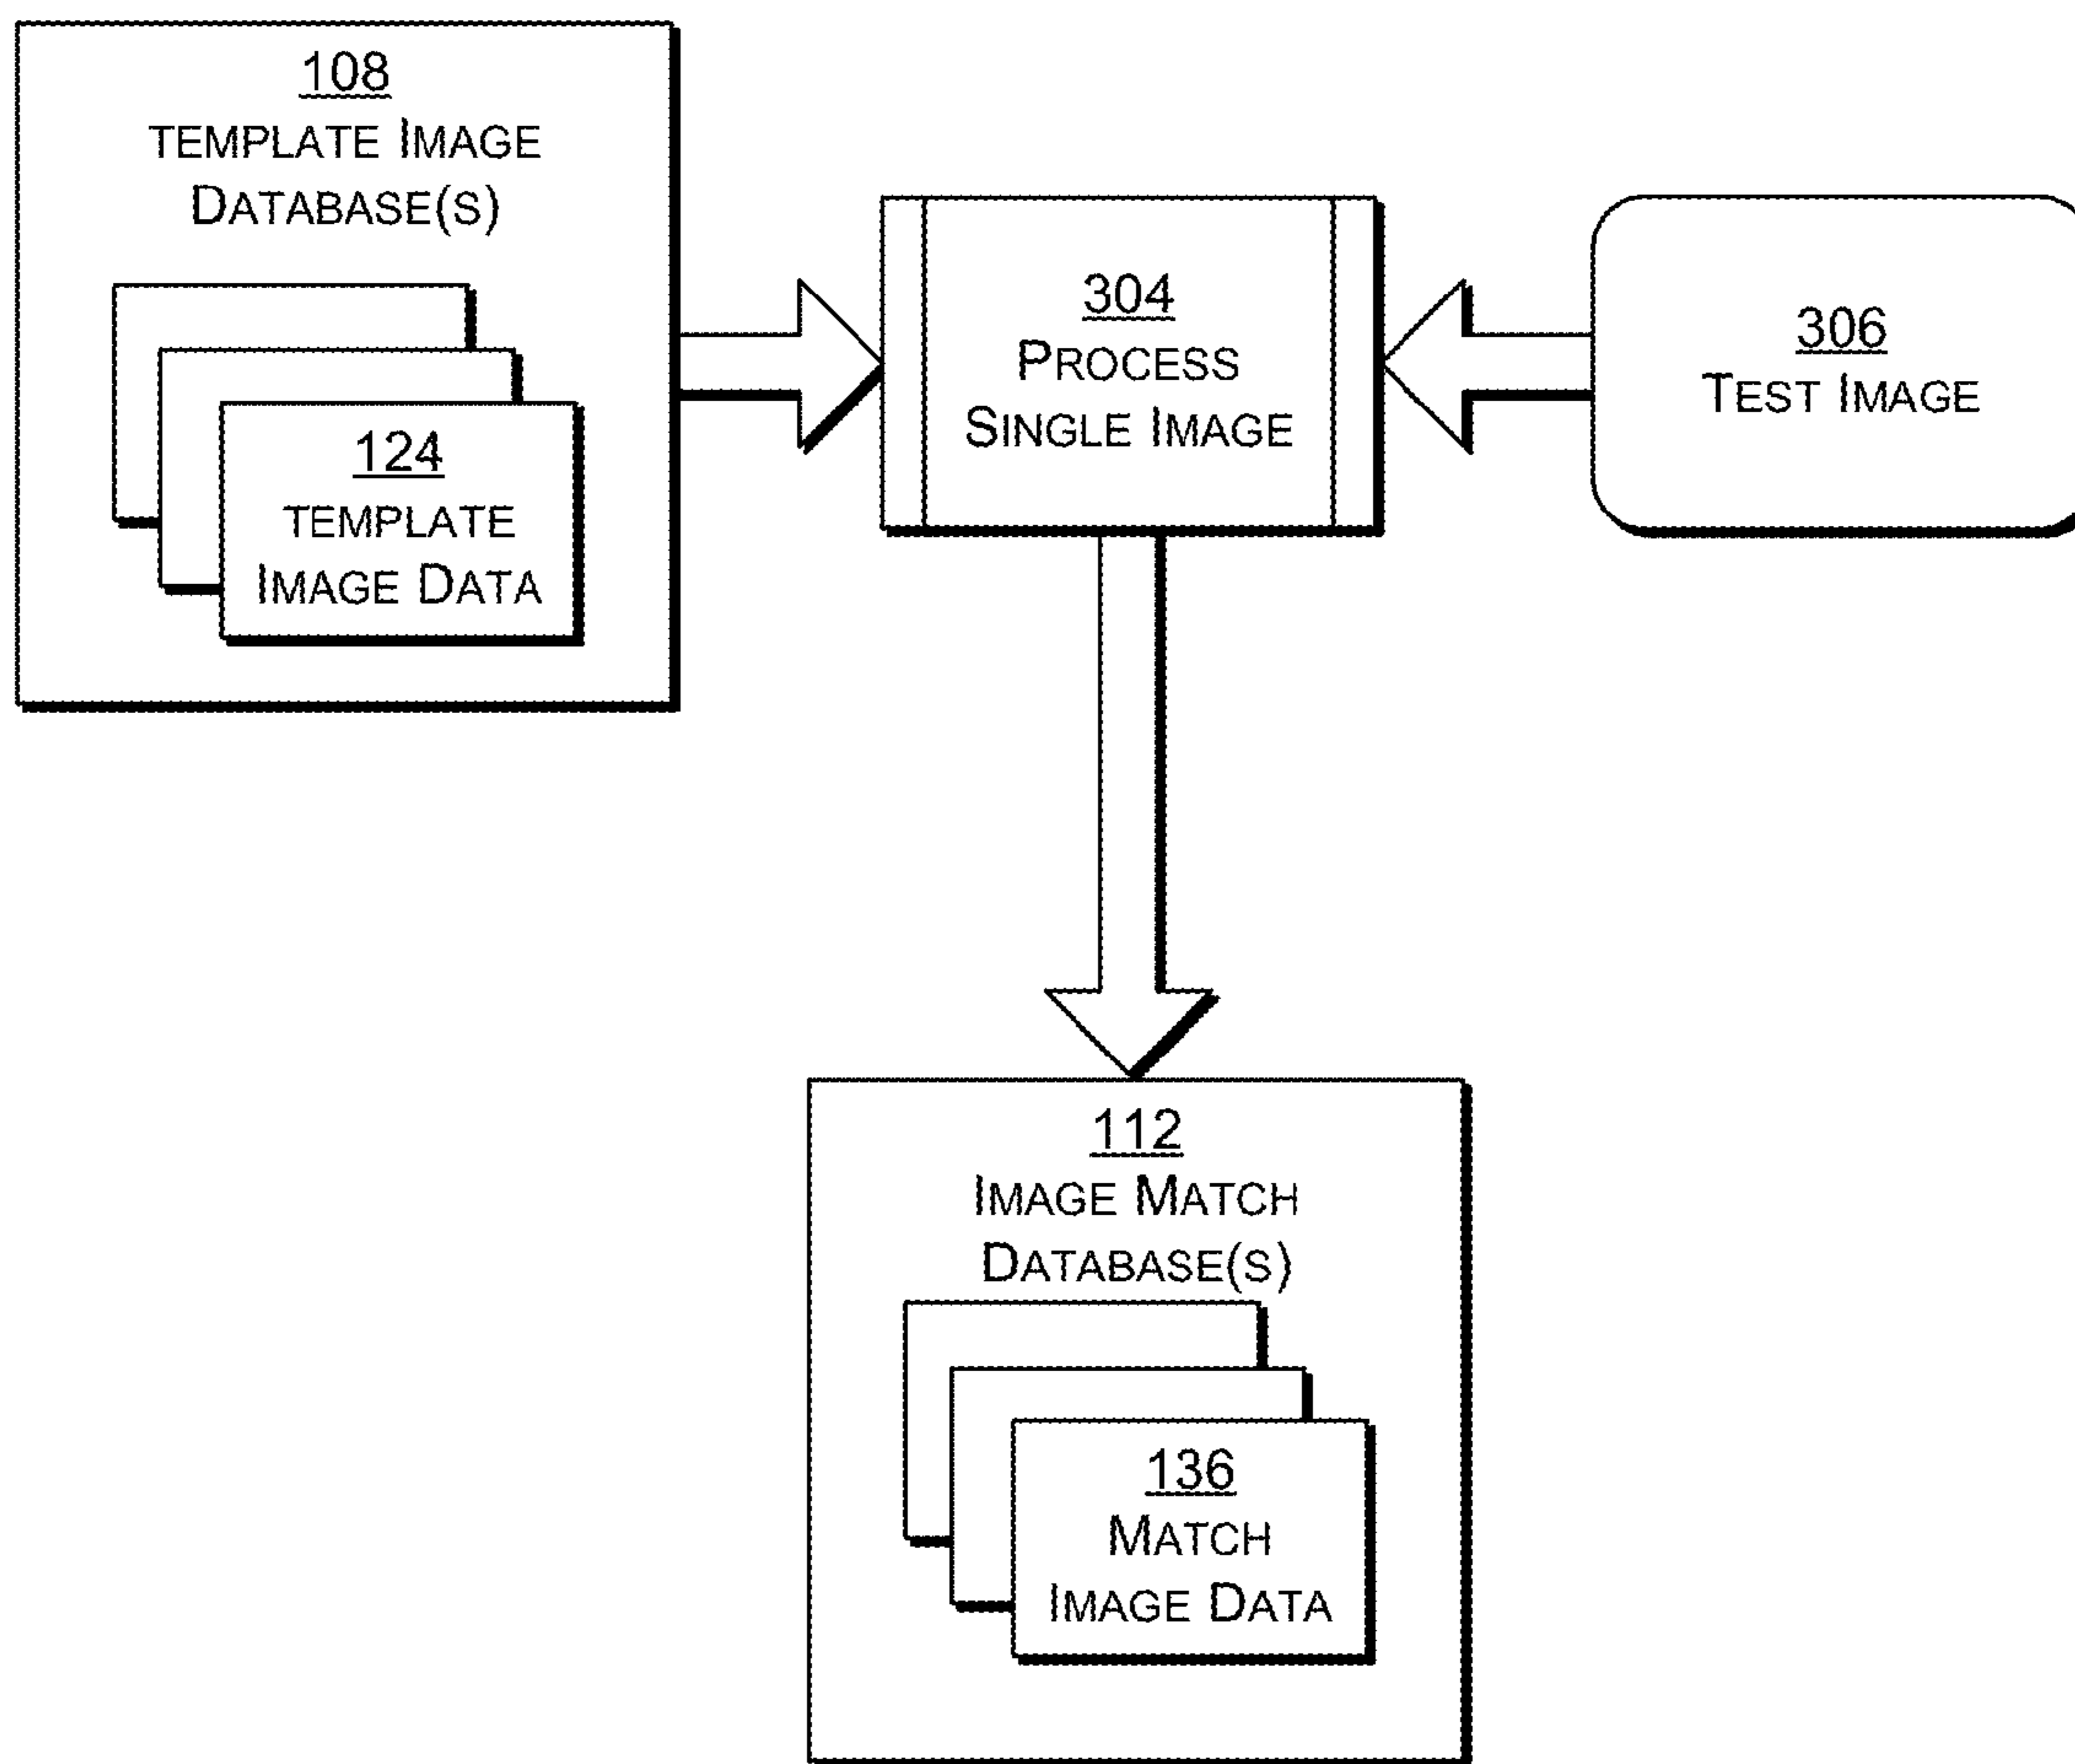 108
TEMPLATE IMAGE
DATABASE(S)
124
TEMPLATE
IMAGE DATA
304
PROCESS
SINGLE IMAGE
306
TEST IMAGE
112
IMAGE MATCH
DATABASE(S)
136
MATCH
IMAGE DATA